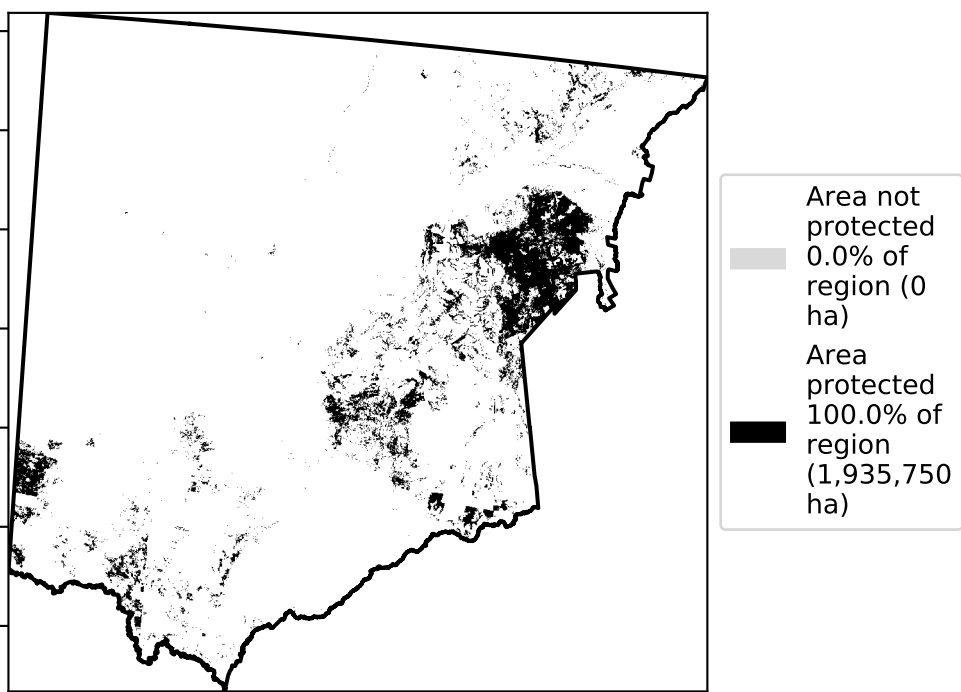 Area not
protected
0.0% of
region (0
ha)
Area
protected
100.0% of
region
(1,935,750
ha)